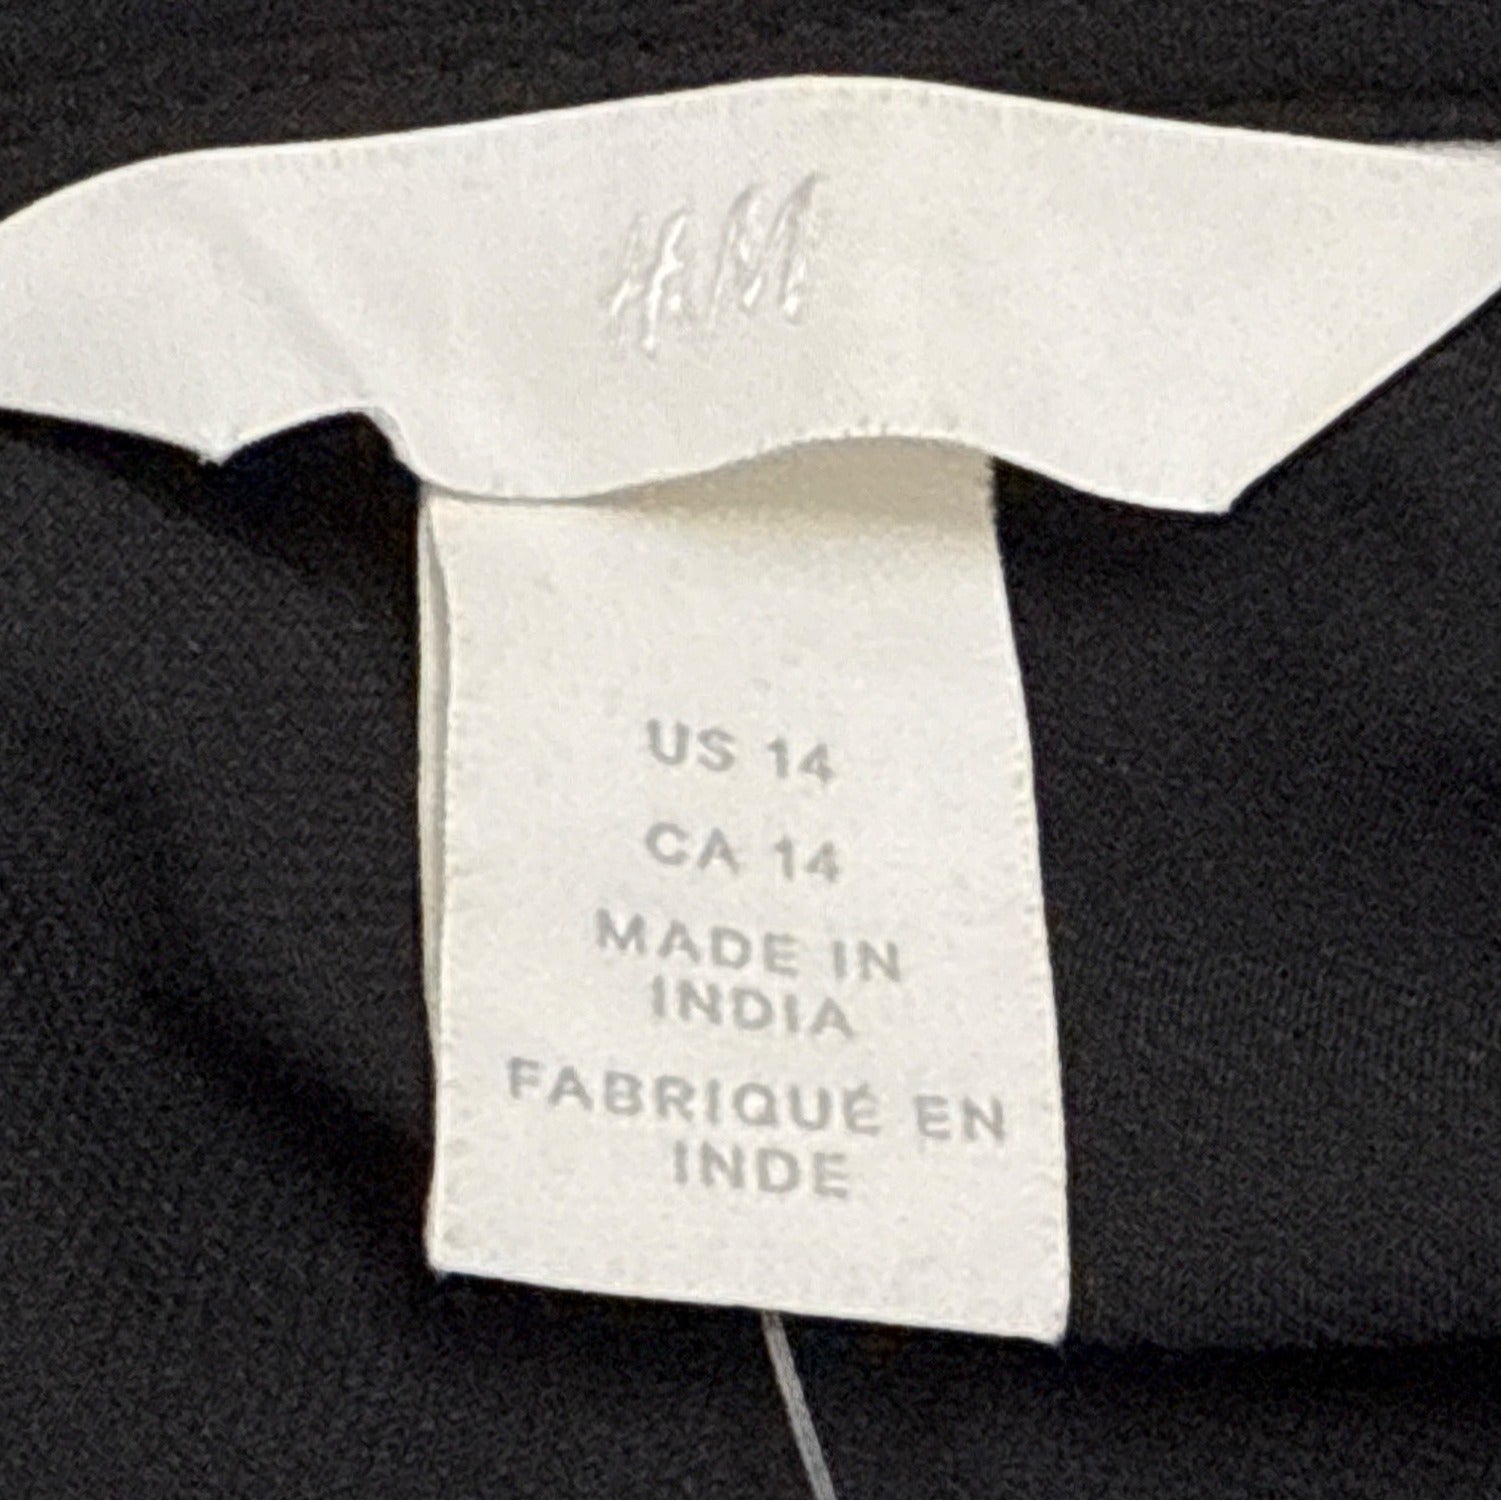 H&M
US 14
CA 14
MADE IN
INDIA
FABRIQUÉ EN
INDE